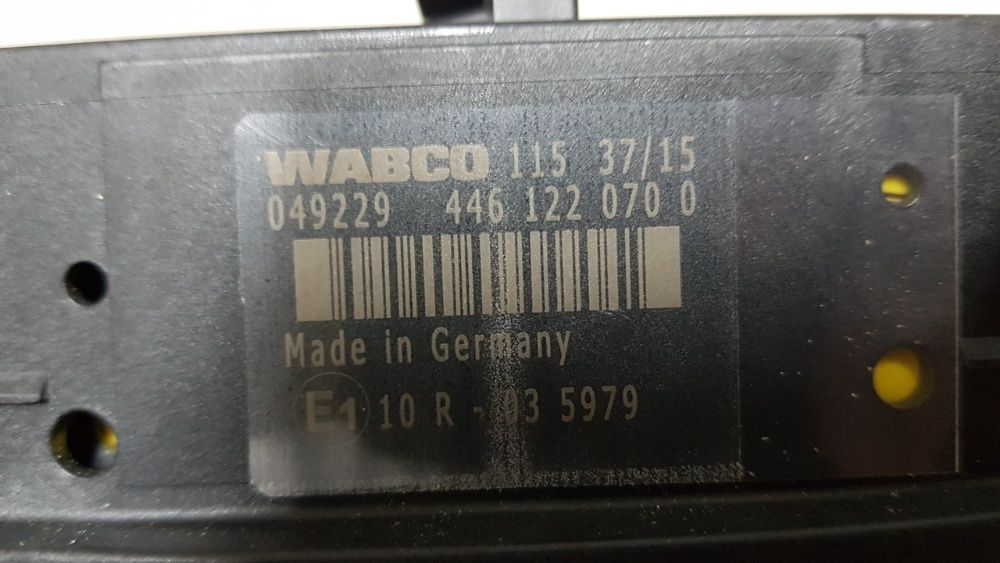 WABCO 115 37/15
049229 446 122 070 0
Made in Germany
E1 10 R - 03 5979